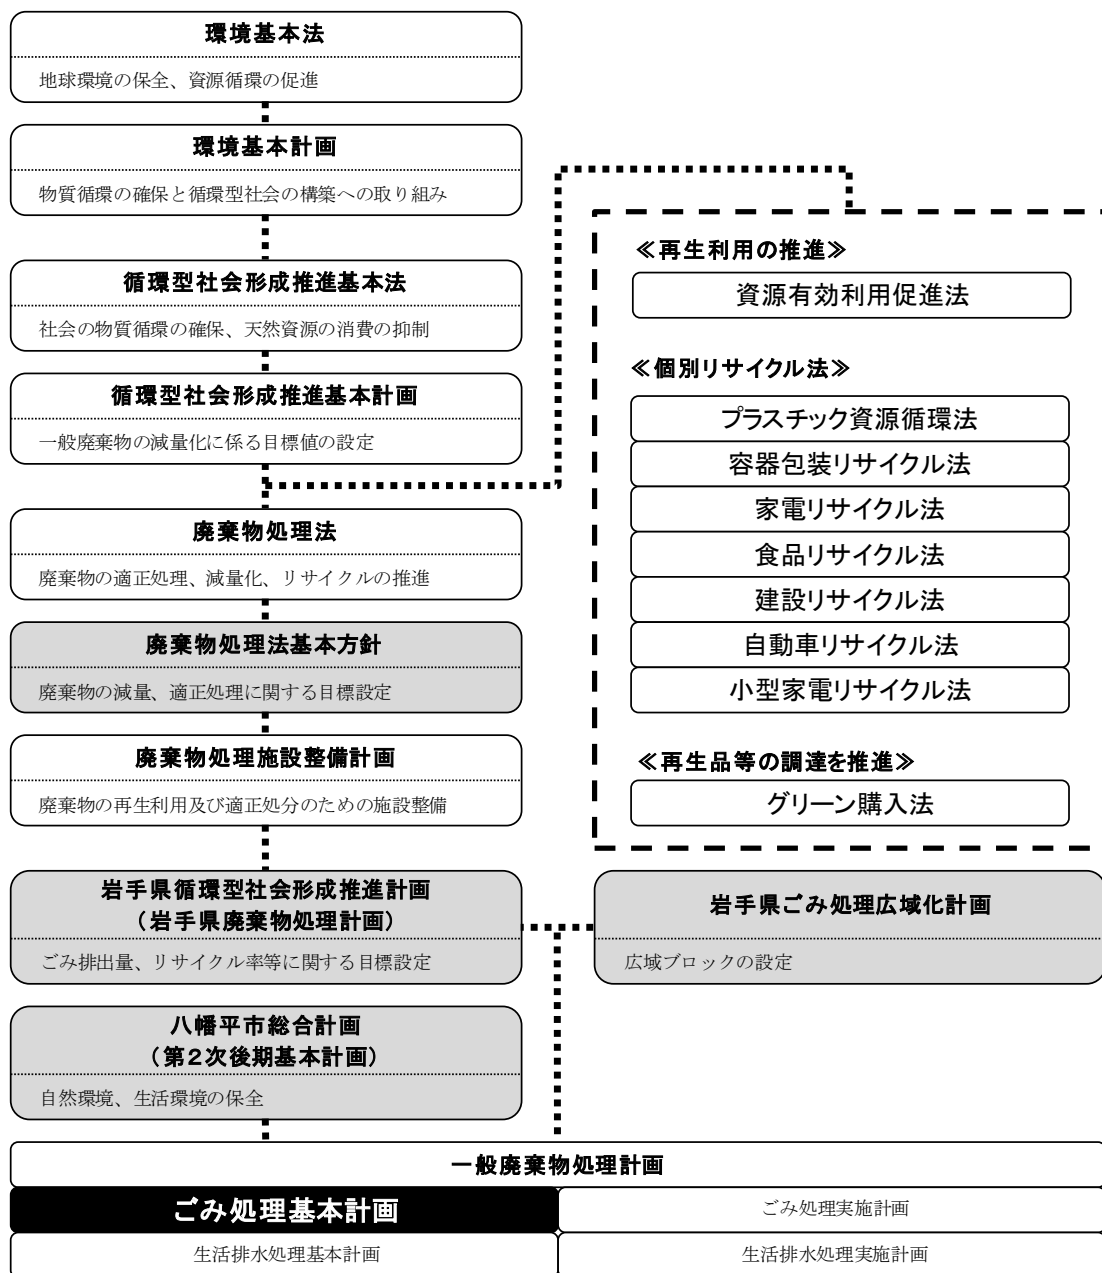 環境基本法
地球環境の保全、資源循環の促進
環境基本計画
物質循環の確保と循環型社会の構築への取り組み
循環型社会形成推進基本法
社会の物質循環の確保、天然資源の消費の抑制
循環型社会形成推進基本計画
一般廃棄物の減量化に係る目標値の設定
廃棄物処理法
廃棄物の適正処理、減量化、リサイクルの推進
廃棄物処理法基本方針
廃棄物の減量、適正処理に関する目標設定
廃棄物処理施設整備計画
廃棄物の再生利用及び適正処分のための施設整備
≪再生利用の推進≫
資源有効利用促進法
≪個別リサイクル法≫
プラスチック資源循環法
容器包装リサイクル法
家電リサイクル法
食品リサイクル法
建設リサイクル法
自動車リサイクル法
小型家電リサイクル法
≪再生品等の調達を推進≫
グリーン購入法
岩手県循環型社会形成推進計画
（岩手県廃棄物処理計画）
ごみ排出量、リサイクル率等に関する目標設定
岩手県ごみ処理広域化計画
広域ブロックの設定
八幡平市総合計画
（第２次後期基本計画）
自然環境、生活環境の保全
一般廃棄物処理計画
ごみ処理基本計画
ごみ処理実施計画
生活排水処理基本計画
生活排水処理実施計画